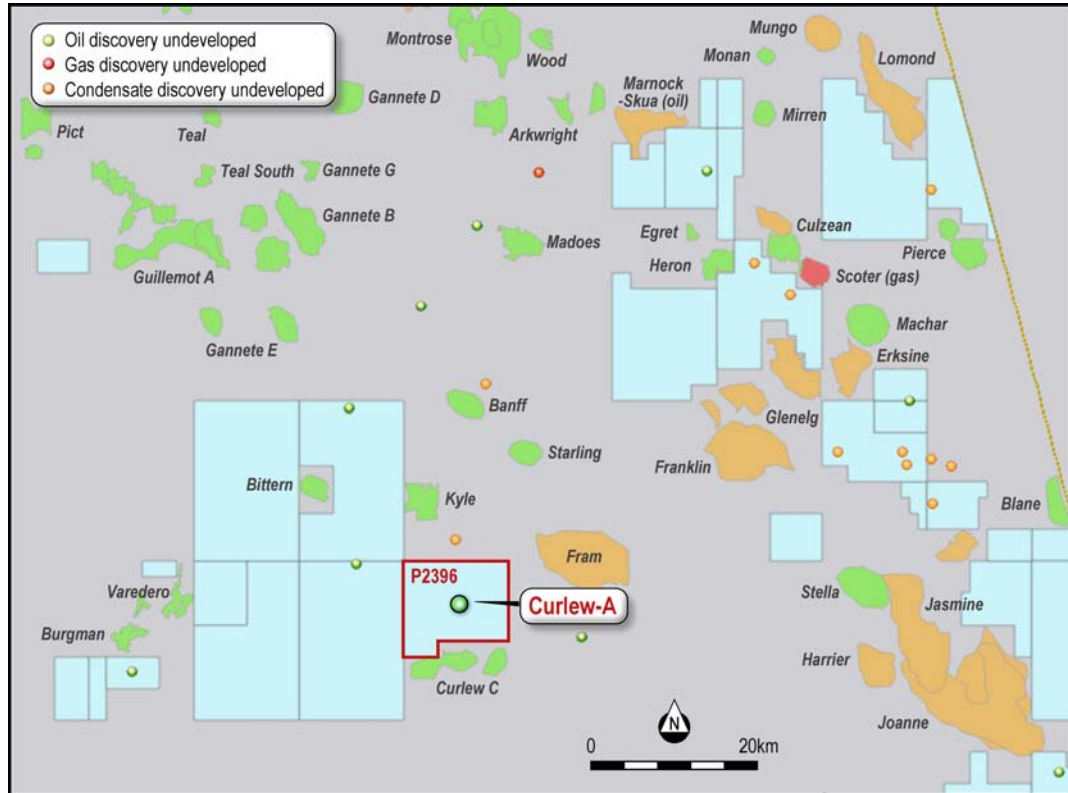 Oil discovery undeveloped
Gas discovery undeveloped
Condensate discovery undeveloped
Montrose
Wood
Mungo
Monan
Lomond
Marnock
-Skua (oil)
Gannete D
Arkwright
Mirren
Pict
Teal
Teal South
Gannete G
Gannete B
Guillemot A
Madoes
Egret
Heron
Culzean
Pierce
Scoter (gas)
Machar
Gannete E
Erksine
Banff
Glenelg
Starling
Franklin
Bittern
Kyle
Blane
Fram
P2396
Curlew-A
Varedero
Burgman
Stella
Jasmine
Harrier
Curlew C
Joanne
N
0
20km